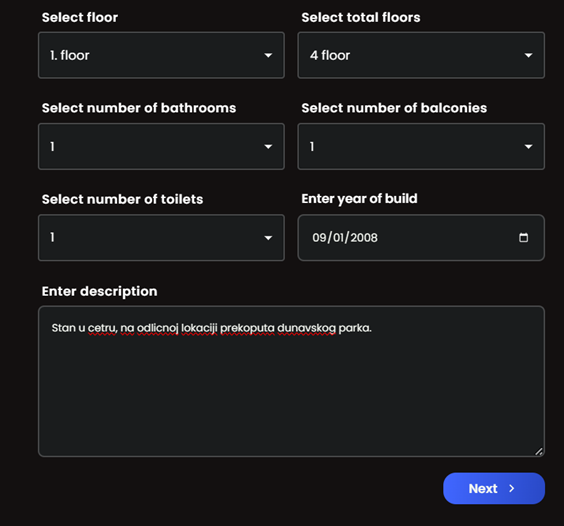 Select floor
Select total floors
1. floor
4 floor
Select number of bathrooms
Select number of balconies
1
1
Select number of toilets
Enter year of build
1
09/01/2008
Enter description
Stan u cetru, na odlicnoj lokaciji prekoputa dunavskog parka.
Next